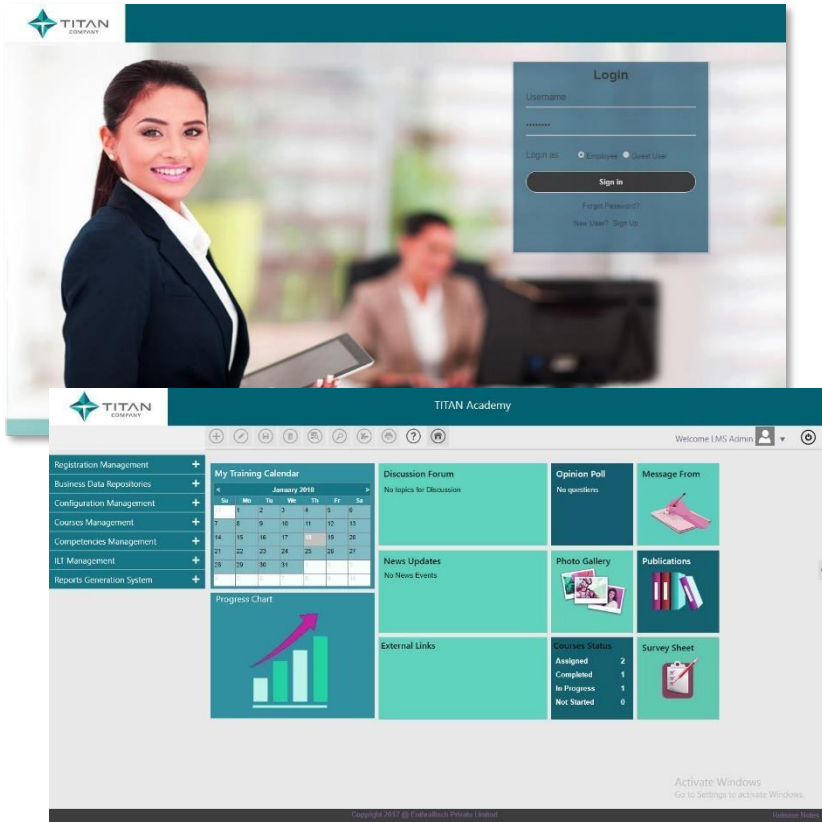 TITAN
COMPANY
Login
Username
........
Login as Employee Guest User
Sign in
Forgot Password?
New User? Sign Up
TITAN
COMPANY
TITAN Academy
Welcome LMS Admin
Registration Management +
Business Data Repositories +
Configuration Management +
Courses Management +
Competencies Management +
ILT Management +
Reports Generation System +
My Training Calendar
< January 2018 >
Su Mo Tu We Th Fr Sa
1 2 3 4 5 6
7 8 9 10 11 12 13
14 15 16 17 18 19 20
21 22 23 24 25 26 27
28 29 30 31
Progress Chart
Discussion Forum
No topics for Discussion
News Updates
No News Events
External Links
Opinion Poll
No questions
Message From
Photo Gallery
Publications
Courses Status
Assigned 2
Completed 1
In Progress 1
Not Started 0
Survey Sheet
Activate Windows
Go to Settings to activate Windows.
Copyright 2017 @ Enthralltech Private Limited
Release Notes